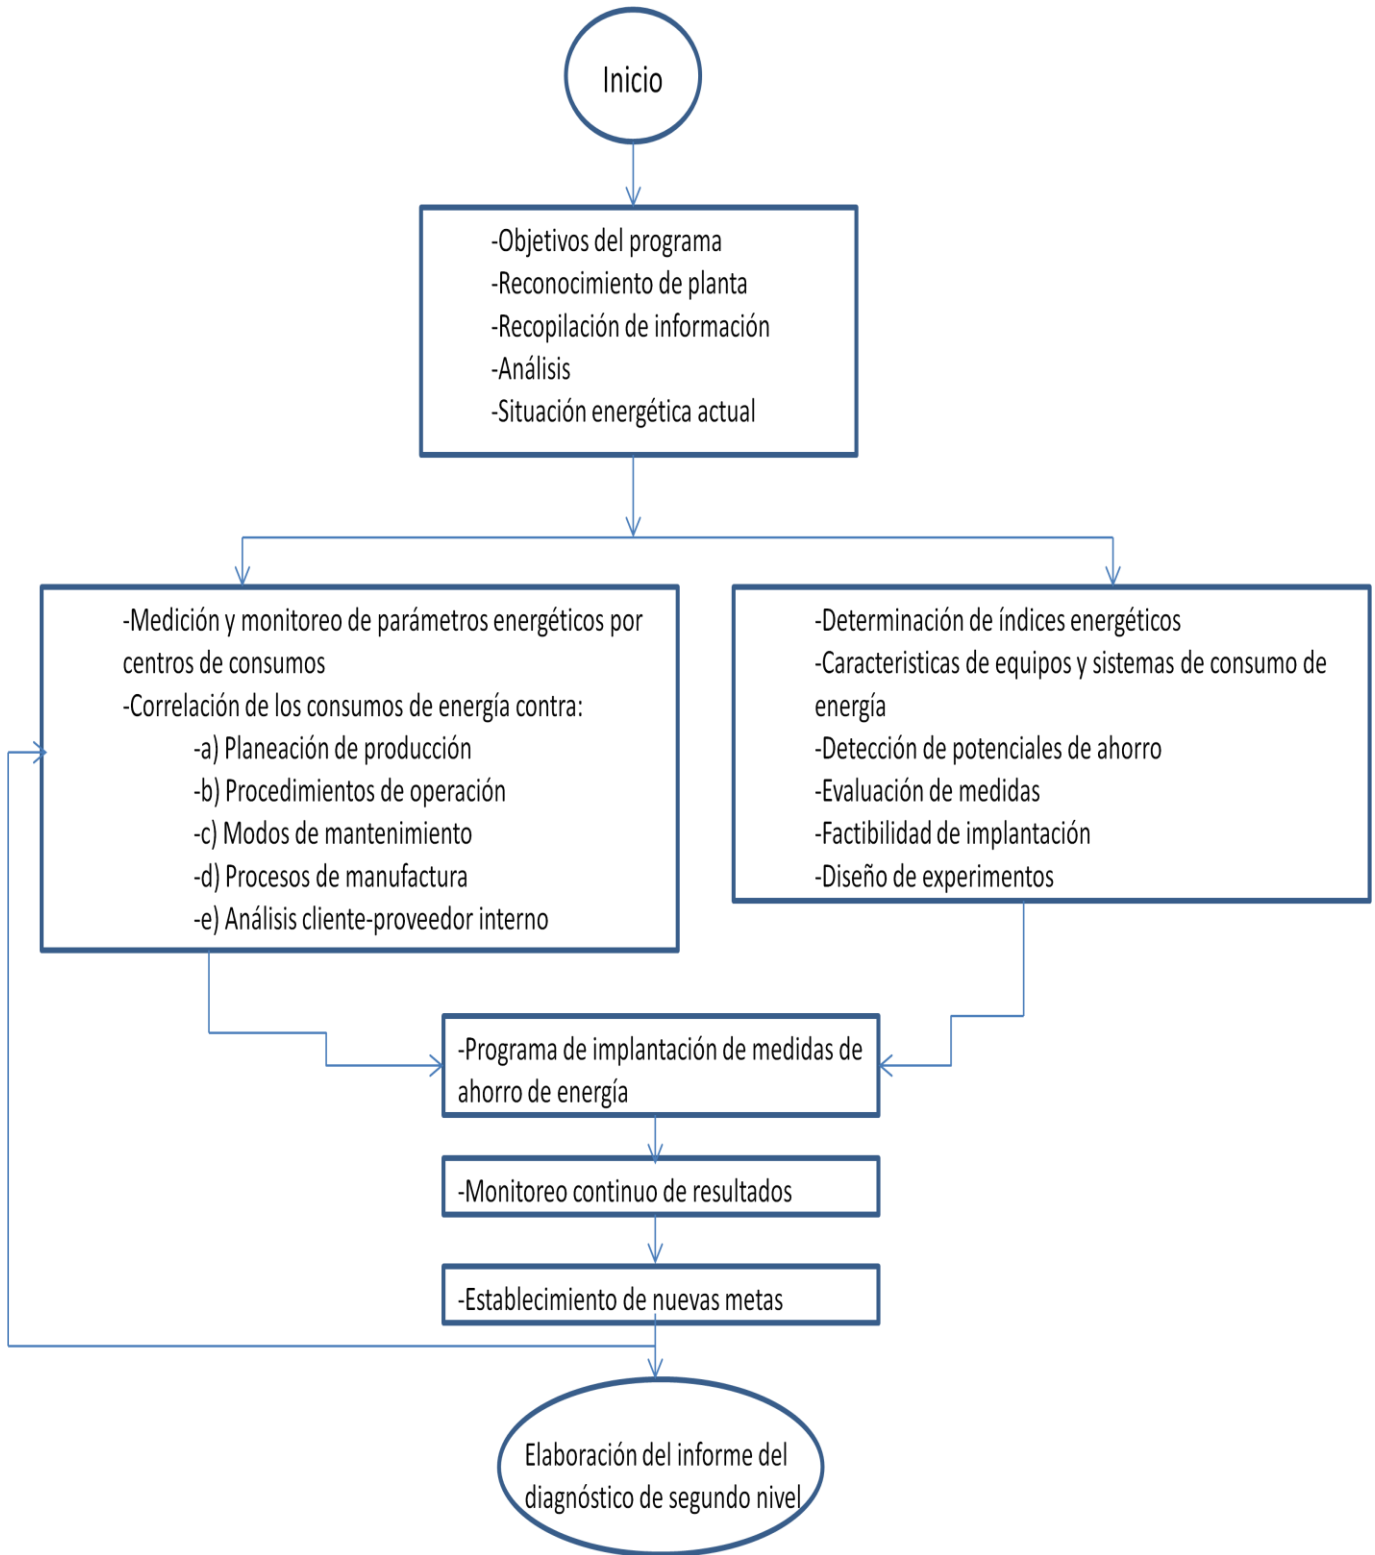 Inicio
-Objetivos del programa
-Reconocimiento de planta
-Recopilación de información
-Análisis
-Situación energética actual
-Medición y monitoreo de parámetros energéticos por
centros de consumos
-Correlación de los consumos de energía contra:
-a) Planeación de producción
-b) Procedimientos de operación
-c) Modos de mantenimiento
-d) Procesos de manufactura
-e) Análisis cliente-proveedor interno
-Determinación de índices energéticos
-Caracteristicas de equipos y sistemas de consumo de
energía
-Detección de potenciales de ahorro
-Evaluación de medidas
-Factibilidad de implantación
-Diseño de experimentos
-Programa de implantación de medidas de
ahorro de energía
-Monitoreo continuo de resultados
-Establecimiento de nuevas metas
Elaboración del informe del
diagnóstico de segundo nivel